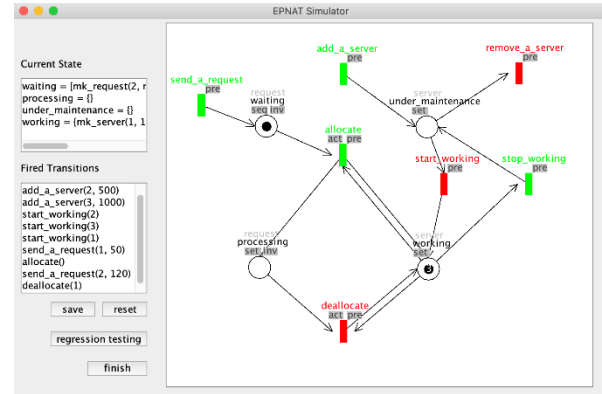 EPNAT Simulator
Current State
waiting = [mk_request(2, r
processing = {}
under_maintenance = {}
working = {mk_server(1, 1
Fired Transitions
add_a_server(2, 500)
add_a_server(3, 1000)
start_working(2)
start_working(3)
start_working(1)
send_a_request(1, 50)
allocate()
send_a_request(2, 120)
deallocate(1)
save
reset
regression testing
finish
add_a_server
pre
remove_a_server
pre
send_a_request
pre
request
waiting
seq inv
server
under_maintenance
set
allocate
act pre
start_working
pre
stop_working
pre
request
processing
set inv
server
working
set
3
deallocate
act pre